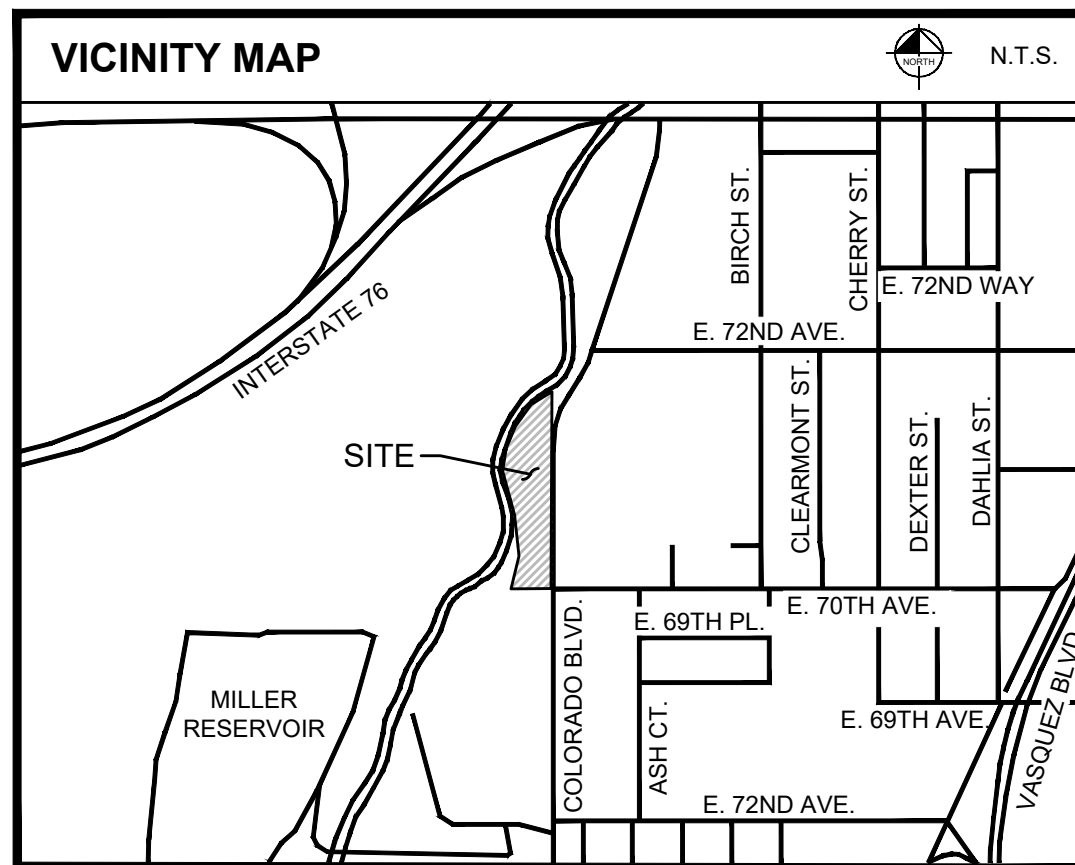 VICINITY MAP
NORTH
N.T.S.
BIRCH ST.
CHERRY ST.
E. 72ND WAY
INTERSTATE 76
E. 72ND AVE.
SITE
CLEARMONT ST.
DEXTER ST.
DAHLIA ST.
E. 70TH AVE.
E. 69TH PL.
COLORADO BLVD.
ASH CT.
MILLER
RESERVOIR
E. 69TH AVE.
VASQUEZ BLVD.
E. 72ND AVE.